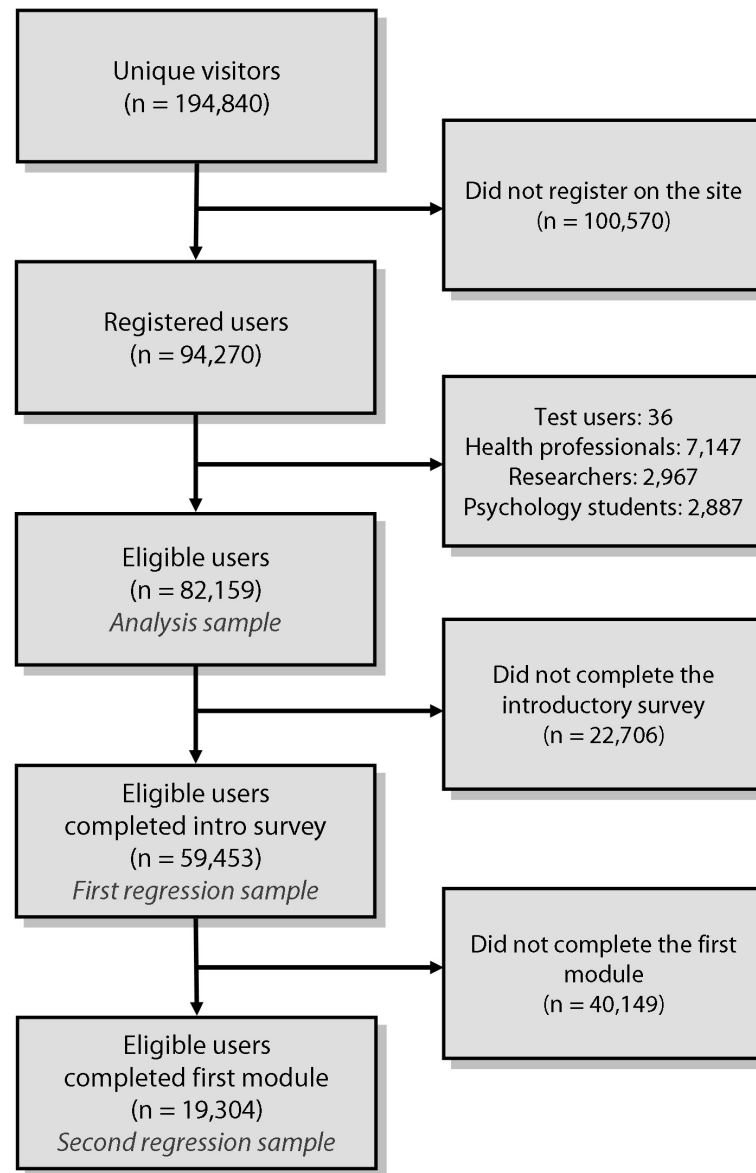 Unique visitors
(n = 194,840)
Did not register on the site
(n = 100,570)
Registered users
(n = 94,270)
Test users: 36
Health professionals: 7,147
Researchers: 2,967
Psychology students: 2,887
Eligible users
(n = 82,159)
Analysis sample
Did not complete the
introductory survey
(n = 22,706)
Eligible users
completed intro survey
(n = 59,453)
First regression sample
Did not complete the first
module
(n = 40,149)
Eligible users
completed first module
(n = 19,304)
Second regression sample